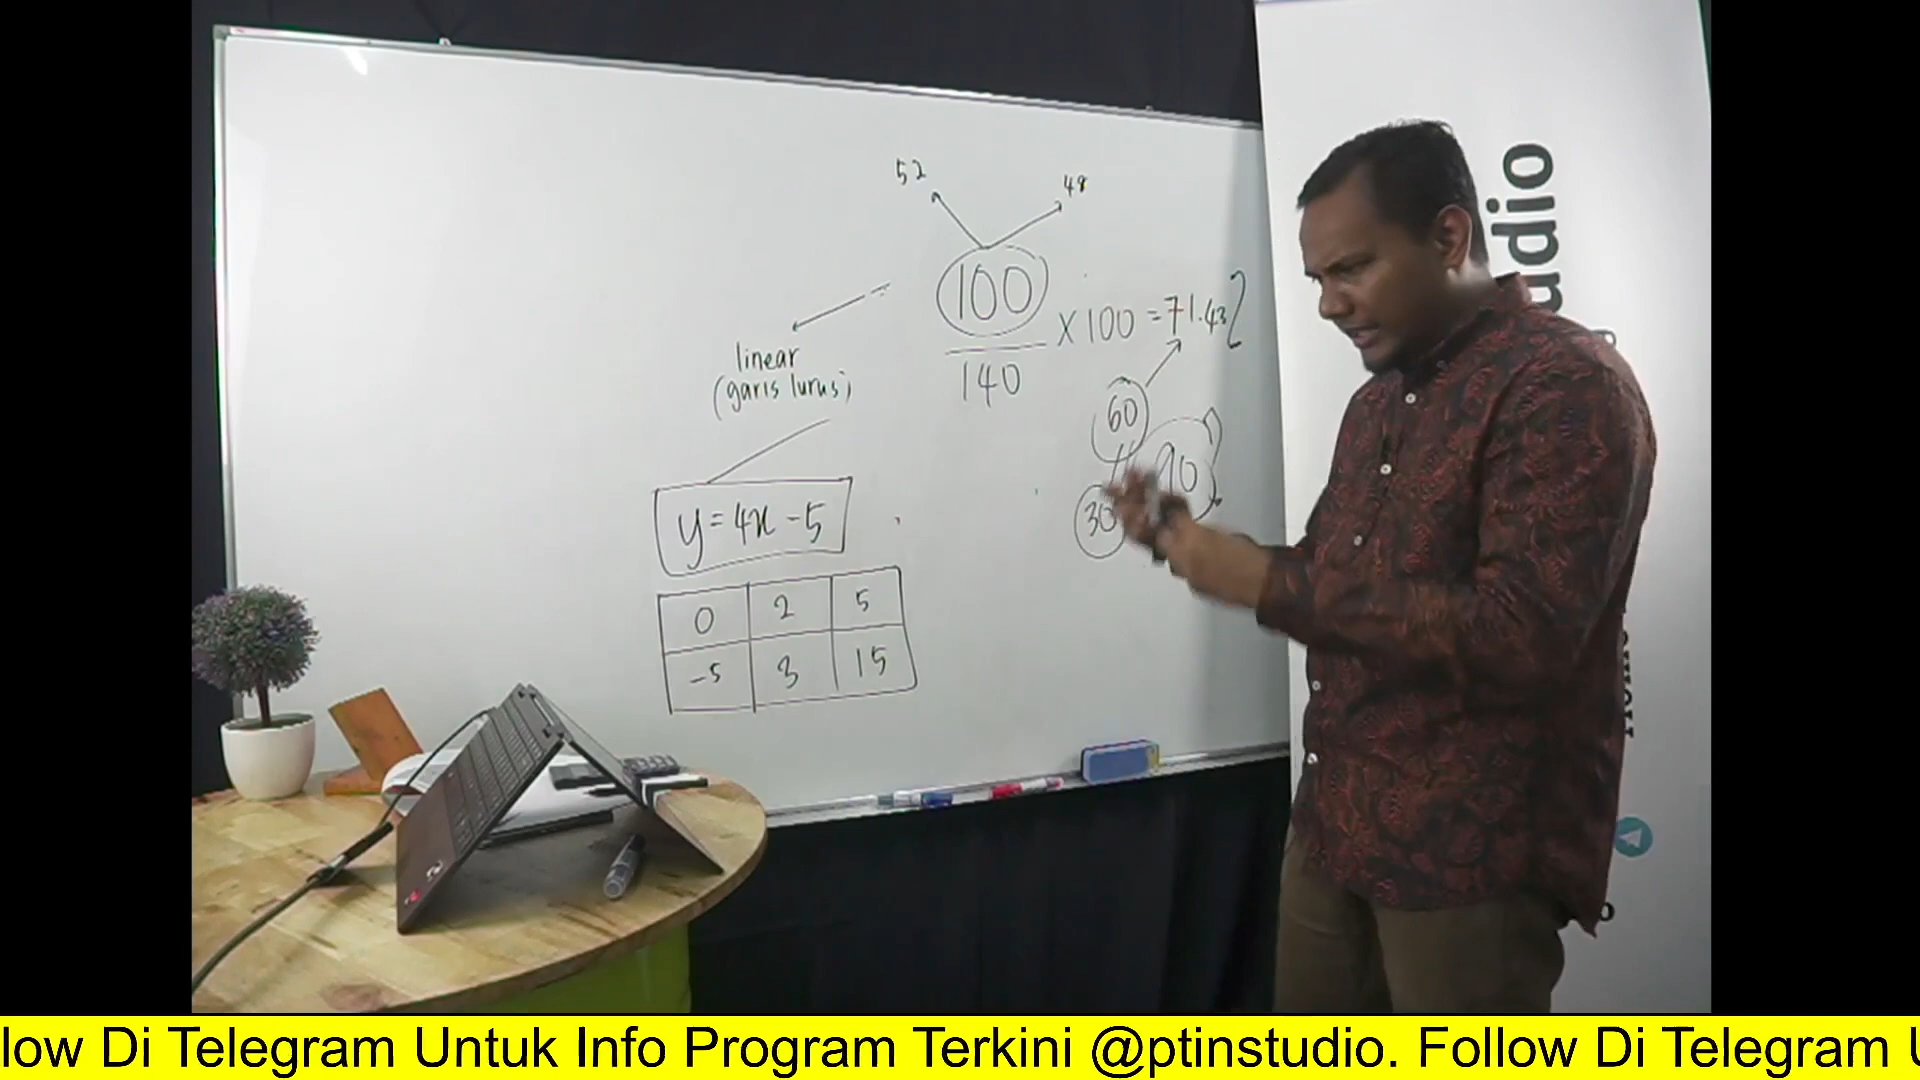 52
48
100
140
x 100 = 71.43
linear
(garis lurus)
60
90
30
y = 4x - 5
0 2 5
-5 3 15
udio
low Di Telegram Untuk Info Program Terkini @ptinstudio. Follow Di Telegram U